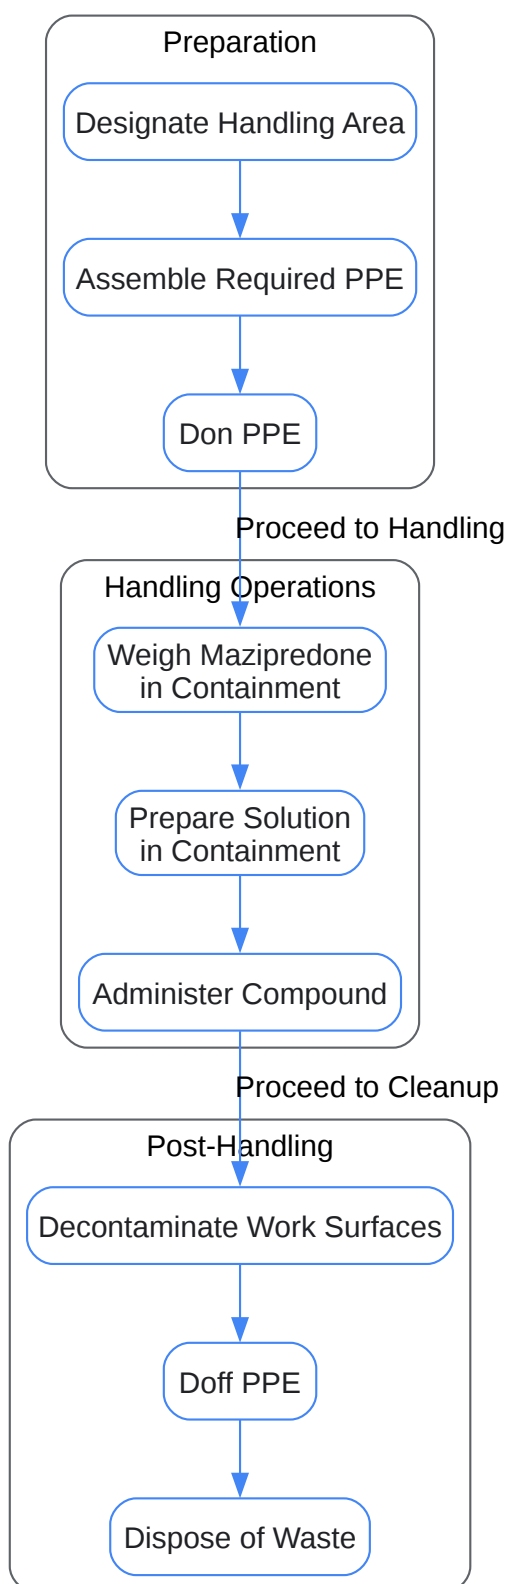 Preparation
Designate Handling Area
Assemble Required PPE
Don PPE
Proceed to Handling
Handling Operations
Weigh Mazipredone
in Containment
Prepare Solution
in Containment
Administer Compound
Proceed to Cleanup
Post-Handling
Decontaminate Work Surfaces
Doff PPE
Dispose of Waste